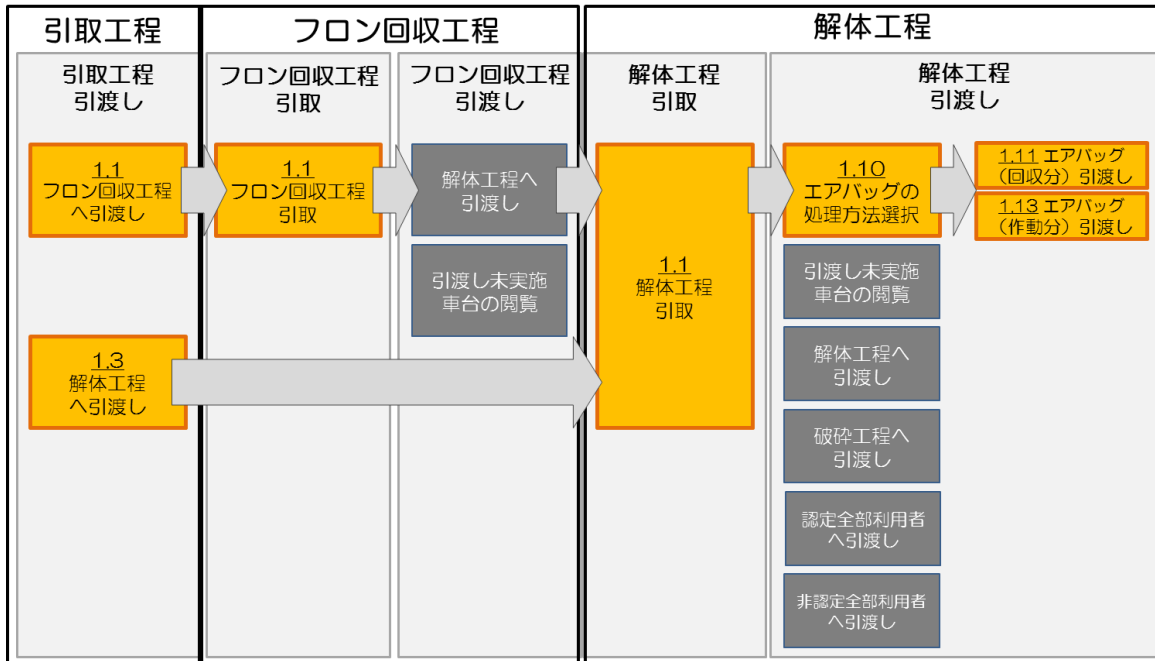 引取工程
フロン回収工程
解体工程
引取工程
引渡し
フロン回収工程
引取
フロン回収工程
引渡し
解体工程
引取
解体工程
引渡し
1.1
フロン回収工程
へ引渡し
1.1
フロン回収工程
引取
解体工程へ
引渡し
引渡し未実施
車台の閲覧
1.3
解体工程
へ引渡し
1.1
解体工程
引取
1.10
エアバッグの
処理方法選択
1.11 エアバッグ
（回収分）引渡し
1.13 エアバッグ
（作動分）引渡し
引渡し未実施
車台の閲覧
解体工程へ
引渡し
破砕工程へ
引渡し
認定全部利用者
へ引渡し
非認定全部利用者
へ引渡し